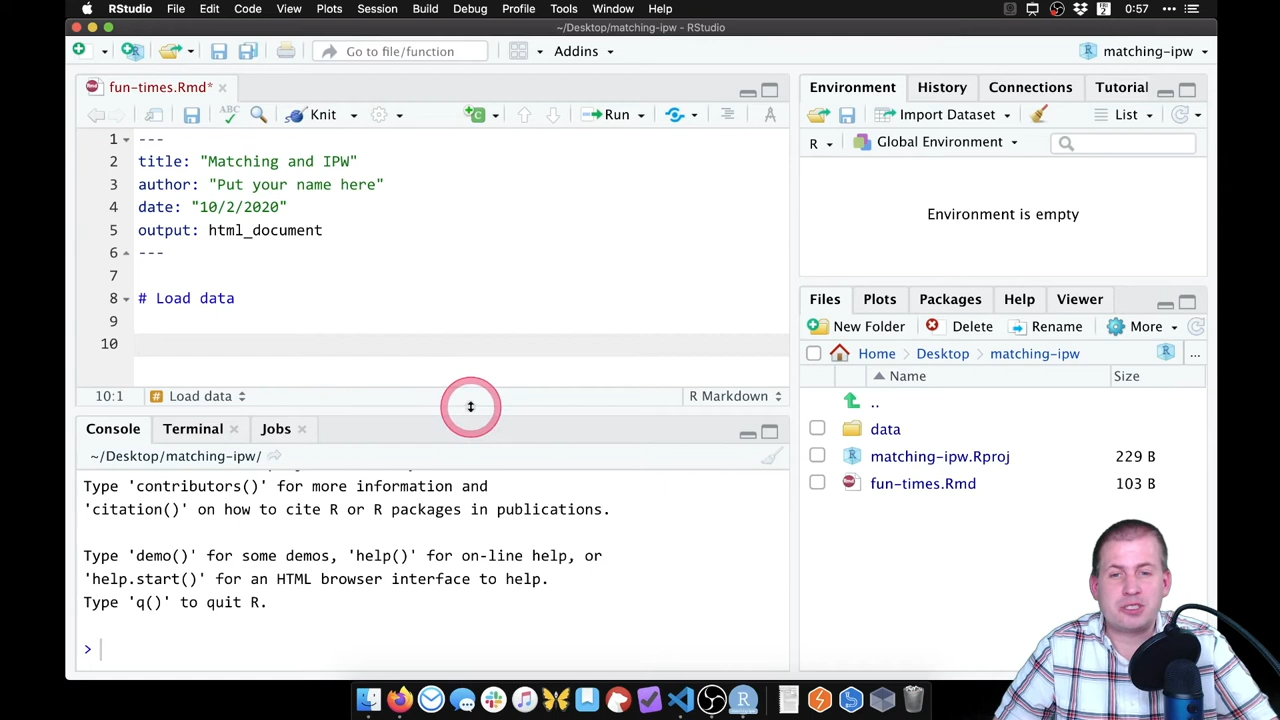 RStudio File Edit Code View Plots Session Build Debug Profile Tools Window Help 2 0:57
~/Desktop/matching-ipw - RStudio
Go to file/function Addins matching-ipw
fun-times.Rmd*
Knit Run
1 ---
2 title: "Matching and IPW"
3 author: "Put your name here"
4 date: "10/2/2020"
5 output: html_document
6 ---
7
8 # Load data
9
10
10:1 Load data R Markdown
Console Terminal Jobs
~/Desktop/matching-ipw/
Type 'contributors()' for more information and
'citation()' on how to cite R or R packages in publications.
Type 'demo()' for some demos, 'help()' for on-line help, or
'help.start()' for an HTML browser interface to help.
Type 'q()' to quit R.
>
Environment History Connections Tutorial
Import Dataset List
R Global Environment
Environment is empty
Files Plots Packages Help Viewer
New Folder Delete Rename More
Home Desktop matching-ipw ...
Name Size
..
data
matching-ipw.Rproj 229 B
fun-times.Rmd 103 B